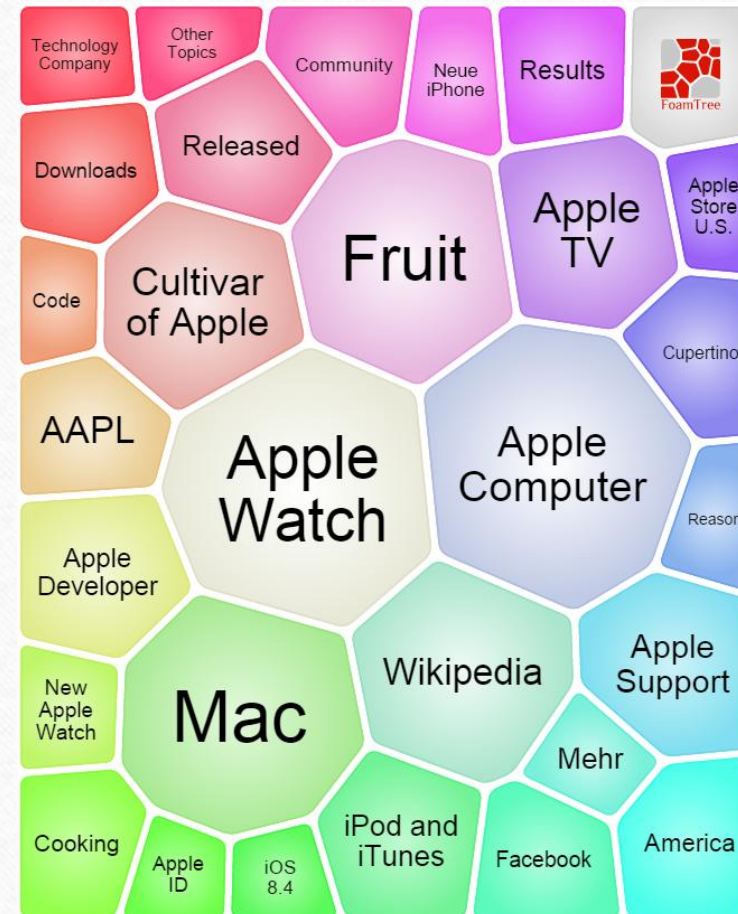 Technology
Company
Other
Topics
Community
Neue
iPhone
Results
FoamTree
Downloads
Released
Fruit
Apple
TV
Apple
Store
U.S.
Code
Cultivar
of Apple
Cupertino
AAPL
Apple
Watch
Apple
Computer
Reason
Apple
Developer
New
Apple
Watch
Mac
Wikipedia
Apple
Support
Mehr
Cooking
Apple
ID
iOS
8.4
iPod and
iTunes
Facebook
America